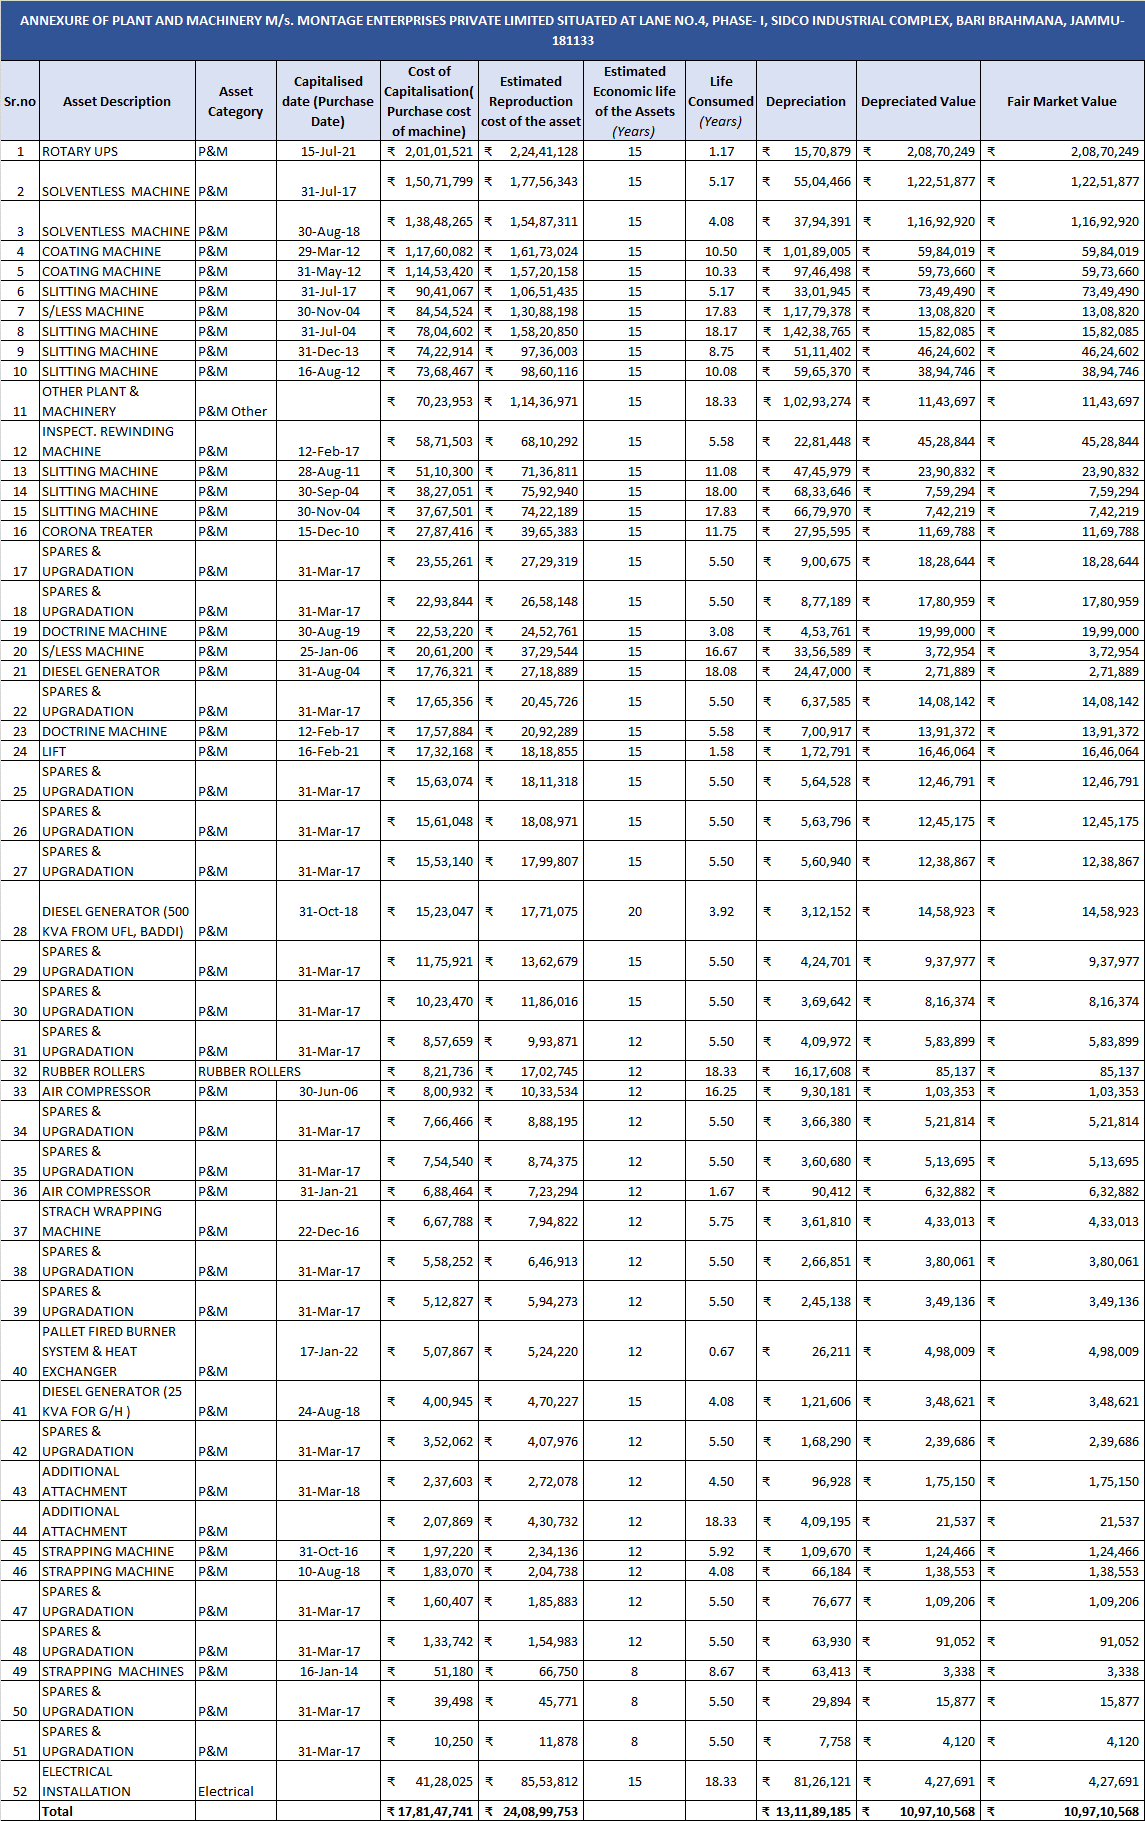 ANNEXURE OF PLANT AND MACHINERY M/s. MONTAGE ENTERPRISES PRIVATE LIMITED SITUATED AT LANE NO.4, PHASE- I, SIDCO INDUSTRIAL COMPLEX, BARI BRAHMANA, JAMMU-
181133
Sr.no Asset Description Asset Category Capitalised date (Purchase Date) Cost of Capitalisation( Purchase cost of machine) Estimated Reproduction cost of the asset Estimated Economic life of the Assets (Years) Life Consumed (Years) Depreciation Depreciated Value Fair Market Value
1 ROTARY UPS P&M 15-Jul-21 ₹ 2,01,01,521 ₹ 2,24,41,128 15 1.17 ₹ 15,70,879 ₹ 2,08,70,249 ₹ 2,08,70,249
2 SOLVENTLESS MACHINE P&M 31-Jul-17 ₹ 1,50,71,799 ₹ 1,77,56,343 15 5.17 ₹ 55,04,466 ₹ 1,22,51,877 ₹ 1,22,51,877
3 SOLVENTLESS MACHINE P&M 30-Aug-18 ₹ 1,38,48,265 ₹ 1,54,87,311 15 4.08 ₹ 37,94,391 ₹ 1,16,92,920 ₹ 1,16,92,920
4 COATING MACHINE P&M 29-Mar-12 ₹ 1,17,60,082 ₹ 1,61,73,024 15 10.50 ₹ 1,01,89,005 ₹ 59,84,019 ₹ 59,84,019
5 COATING MACHINE P&M 31-May-12 ₹ 1,14,53,420 ₹ 1,57,20,158 15 10.33 ₹ 97,46,498 ₹ 59,73,660 ₹ 59,73,660
6 SLITTING MACHINE P&M 31-Jul-17 ₹ 90,41,067 ₹ 1,06,51,435 15 5.17 ₹ 33,01,945 ₹ 73,49,490 ₹ 73,49,490
7 S/LESS MACHINE P&M 30-Nov-04 ₹ 84,54,524 ₹ 1,30,88,198 15 17.83 ₹ 1,17,79,378 ₹ 13,08,820 ₹ 13,08,820
8 SLITTING MACHINE P&M 31-Jul-04 ₹ 78,04,602 ₹ 1,58,20,850 15 18.17 ₹ 1,42,38,765 ₹ 15,82,085 ₹ 15,82,085
9 SLITTING MACHINE P&M 31-Dec-13 ₹ 74,22,914 ₹ 97,36,003 15 8.75 ₹ 51,11,402 ₹ 46,24,602 ₹ 46,24,602
10 SLITTING MACHINE P&M 16-Aug-12 ₹ 73,68,467 ₹ 98,60,116 15 10.08 ₹ 59,65,370 ₹ 38,94,746 ₹ 38,94,746
11 OTHER PLANT & MACHINERY P&M Other ₹ 70,23,953 ₹ 1,14,36,971 15 18.33 ₹ 1,02,93,274 ₹ 11,43,697 ₹ 11,43,697
12 INSPECT. REWINDING MACHINE P&M 12-Feb-17 ₹ 58,71,503 ₹ 68,10,292 15 5.58 ₹ 22,81,448 ₹ 45,28,844 ₹ 45,28,844
13 SLITTING MACHINE P&M 28-Aug-11 ₹ 51,10,300 ₹ 71,36,811 15 11.08 ₹ 47,45,979 ₹ 23,90,832 ₹ 23,90,832
14 SLITTING MACHINE P&M 30-Sep-04 ₹ 38,27,051 ₹ 75,92,940 15 18.00 ₹ 68,33,646 ₹ 7,59,294 ₹ 7,59,294
15 SLITTING MACHINE P&M 30-Nov-04 ₹ 37,67,501 ₹ 74,22,189 15 17.83 ₹ 66,79,970 ₹ 7,42,219 ₹ 7,42,219
16 CORONA TREATER P&M 15-Dec-10 ₹ 27,87,416 ₹ 39,65,383 15 11.75 ₹ 27,95,595 ₹ 11,69,788 ₹ 11,69,788
17 SPARES & UPGRADATION P&M 31-Mar-17 ₹ 23,55,261 ₹ 27,29,319 15 5.50 ₹ 9,00,675 ₹ 18,28,644 ₹ 18,28,644
18 SPARES & UPGRADATION P&M 31-Mar-17 ₹ 22,93,844 ₹ 26,58,148 15 5.50 ₹ 8,77,189 ₹ 17,80,959 ₹ 17,80,959
19 DOCTRINE MACHINE P&M 30-Aug-19 ₹ 22,53,220 ₹ 24,52,761 15 3.08 ₹ 4,53,761 ₹ 19,99,000 ₹ 19,99,000
20 S/LESS MACHINE P&M 25-Jan-06 ₹ 20,61,200 ₹ 37,29,544 15 16.67 ₹ 33,56,589 ₹ 3,72,954 ₹ 3,72,954
21 DIESEL GENERATOR P&M 31-Aug-04 ₹ 17,76,321 ₹ 27,18,889 15 18.08 ₹ 24,47,000 ₹ 2,71,889 ₹ 2,71,889
22 SPARES & UPGRADATION P&M 31-Mar-17 ₹ 17,65,356 ₹ 20,45,726 15 5.50 ₹ 6,37,585 ₹ 14,08,142 ₹ 14,08,142
23 DOCTRINE MACHINE P&M 12-Feb-17 ₹ 17,57,884 ₹ 20,92,289 15 5.58 ₹ 7,00,917 ₹ 13,91,372 ₹ 13,91,372
24 LIFT P&M 16-Feb-21 ₹ 17,32,168 ₹ 18,18,855 15 1.58 ₹ 1,72,791 ₹ 16,46,064 ₹ 16,46,064
25 SPARES & UPGRADATION P&M 31-Mar-17 ₹ 15,63,074 ₹ 18,11,318 15 5.50 ₹ 5,64,528 ₹ 12,46,791 ₹ 12,46,791
26 SPARES & UPGRADATION P&M 31-Mar-17 ₹ 15,61,048 ₹ 18,08,971 15 5.50 ₹ 5,63,796 ₹ 12,45,175 ₹ 12,45,175
27 SPARES & UPGRADATION P&M 31-Mar-17 ₹ 15,53,140 ₹ 17,99,807 15 5.50 ₹ 5,60,940 ₹ 12,38,867 ₹ 12,38,867
28 DIESEL GENERATOR (500 KVA FROM UFL, BADDI) P&M 31-Oct-18 ₹ 15,23,047 ₹ 17,71,075 20 3.92 ₹ 3,12,152 ₹ 14,58,923 ₹ 14,58,923
29 SPARES & UPGRADATION P&M 31-Mar-17 ₹ 11,75,921 ₹ 13,62,679 15 5.50 ₹ 4,24,701 ₹ 9,37,977 ₹ 9,37,977
30 SPARES & UPGRADATION P&M 31-Mar-17 ₹ 10,23,470 ₹ 11,86,016 15 5.50 ₹ 3,69,642 ₹ 8,16,374 ₹ 8,16,374
31 SPARES & UPGRADATION P&M 31-Mar-17 ₹ 8,57,659 ₹ 9,93,871 12 5.50 ₹ 4,09,972 ₹ 5,83,899 ₹ 5,83,899
32 RUBBER ROLLERS RUBBER ROLLERS ₹ 8,21,736 ₹ 17,02,745 12 18.33 ₹ 16,17,608 ₹ 85,137 ₹ 85,137
33 AIR COMPRESSOR P&M 30-Jun-06 ₹ 8,00,932 ₹ 10,33,534 12 16.25 ₹ 9,30,181 ₹ 1,03,353 ₹ 1,03,353
34 SPARES & UPGRADATION P&M 31-Mar-17 ₹ 7,66,466 ₹ 8,88,195 12 5.50 ₹ 3,66,380 ₹ 5,21,814 ₹ 5,21,814
35 SPARES & UPGRADATION P&M 31-Mar-17 ₹ 7,54,540 ₹ 8,74,375 12 5.50 ₹ 3,60,680 ₹ 5,13,695 ₹ 5,13,695
36 AIR COMPRESSOR P&M 31-Jan-21 ₹ 6,88,464 ₹ 7,23,294 12 1.67 ₹ 90,412 ₹ 6,32,882 ₹ 6,32,882
37 STRACH WRAPPING MACHINE P&M 22-Dec-16 ₹ 6,67,788 ₹ 7,94,822 12 5.75 ₹ 3,61,810 ₹ 4,33,013 ₹ 4,33,013
38 SPARES & UPGRADATION P&M 31-Mar-17 ₹ 5,58,252 ₹ 6,46,913 12 5.50 ₹ 2,66,851 ₹ 3,80,061 ₹ 3,80,061
39 SPARES & UPGRADATION P&M 31-Mar-17 ₹ 5,12,827 ₹ 5,94,273 12 5.50 ₹ 2,45,138 ₹ 3,49,136 ₹ 3,49,136
40 PALLET FIRED BURNER SYSTEM & HEAT EXCHANGER P&M 17-Jan-22 ₹ 5,07,867 ₹ 5,24,220 12 0.67 ₹ 26,211 ₹ 4,98,009 ₹ 4,98,009
41 DIESEL GENERATOR (25 KVA FOR G/H ) P&M 24-Aug-18 ₹ 4,00,945 ₹ 4,70,227 15 4.08 ₹ 1,21,606 ₹ 3,48,621 ₹ 3,48,621
42 SPARES & UPGRADATION P&M 31-Mar-17 ₹ 3,52,062 ₹ 4,07,976 12 5.50 ₹ 1,68,290 ₹ 2,39,686 ₹ 2,39,686
43 ADDITIONAL ATTACHMENT P&M 31-Mar-18 ₹ 2,37,603 ₹ 2,72,078 12 4.50 ₹ 96,928 ₹ 1,75,150 ₹ 1,75,150
44 ADDITIONAL ATTACHMENT P&M ₹ 2,07,869 ₹ 4,30,732 12 18.33 ₹ 4,09,195 ₹ 21,537 ₹ 21,537
45 STRAPPING MACHINE P&M 31-Oct-16 ₹ 1,97,220 ₹ 2,34,136 12 5.92 ₹ 1,09,670 ₹ 1,24,466 ₹ 1,24,466
46 STRAPPING MACHINE P&M 10-Aug-18 ₹ 1,83,070 ₹ 2,04,738 12 4.08 ₹ 66,184 ₹ 1,38,553 ₹ 1,38,553
47 SPARES & UPGRADATION P&M 31-Mar-17 ₹ 1,60,407 ₹ 1,85,883 12 5.50 ₹ 76,677 ₹ 1,09,206 ₹ 1,09,206
48 SPARES & UPGRADATION P&M 31-Mar-17 ₹ 1,33,742 ₹ 1,54,983 12 5.50 ₹ 63,930 ₹ 91,052 ₹ 91,052
49 STRAPPING MACHINES P&M 16-Jan-14 ₹ 51,180 ₹ 66,750 8 8.67 ₹ 63,413 ₹ 3,338 ₹ 3,338
50 SPARES & UPGRADATION P&M 31-Mar-17 ₹ 39,498 ₹ 45,771 8 5.50 ₹ 29,894 ₹ 15,877 ₹ 15,877
51 SPARES & UPGRADATION P&M 31-Mar-17 ₹ 10,250 ₹ 11,878 8 5.50 ₹ 7,758 ₹ 4,120 ₹ 4,120
52 ELECTRICAL INSTALLATION Electrical ₹ 41,28,025 ₹ 85,53,812 15 18.33 ₹ 81,26,121 ₹ 4,27,691 ₹ 4,27,691
Total ₹ 17,81,47,741 ₹ 24,08,99,753 ₹ 13,11,89,185 ₹ 10,97,10,568 ₹ 10,97,10,568